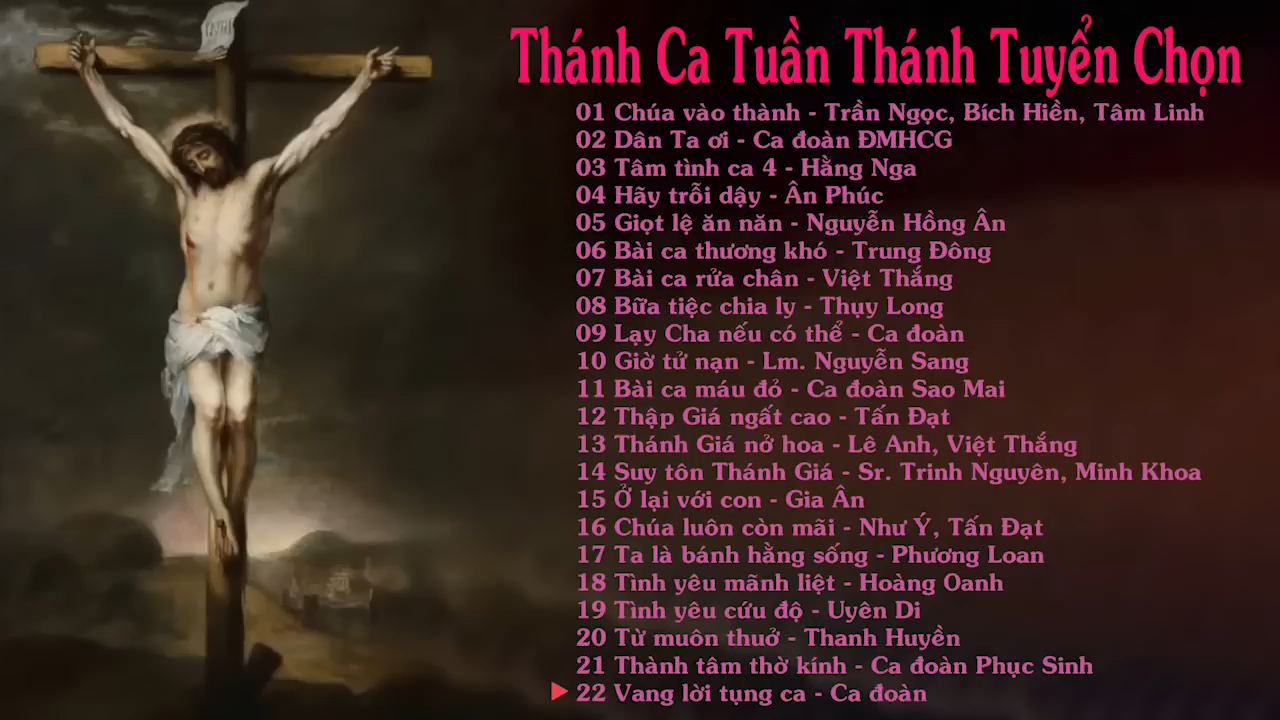 Thánh Ca Tuần Thánh Tuyển Chọn
01 Chúa vào thành - Trần Ngọc, Bích Hiền, Tâm Linh
02 Dân Ta ơi - Ca đoàn ĐMHCG
03 Tâm tình ca 4 - Hằng Nga
04 Hãy trỗi dậy - Ân Phúc
05 Giọt lệ ăn năn - Nguyễn Hồng Ân
06 Bài ca thương khó - Trung Đông
07 Bài ca rửa chân - Việt Thắng
08 Bữa tiệc chia ly - Thụy Long
09 Lạy Cha nếu có thể - Ca đoàn
10 Giờ tử nạn - Lm. Nguyễn Sang
11 Bài ca máu đỏ - Ca đoàn Sao Mai
12 Thập Giá ngất cao - Tấn Đạt
13 Thánh Giá nở hoa - Lê Anh, Việt Thắng
14 Suy tôn Thánh Giá - Sr. Trinh Nguyên, Minh Khoa
15 Ở lại với con - Gia Ân
16 Chúa luôn còn mãi - Như Ý, Tấn Đạt
17 Ta là bánh hằng sống - Phương Loan
18 Tình yêu mãnh liệt - Hoàng Oanh
19 Tình yêu cứu độ - Uyên Di
20 Từ muôn thuở - Thanh Huyền
21 Thành tâm thờ kính - Ca đoàn Phục Sinh
22 Vang lời tụng ca - Ca đoàn